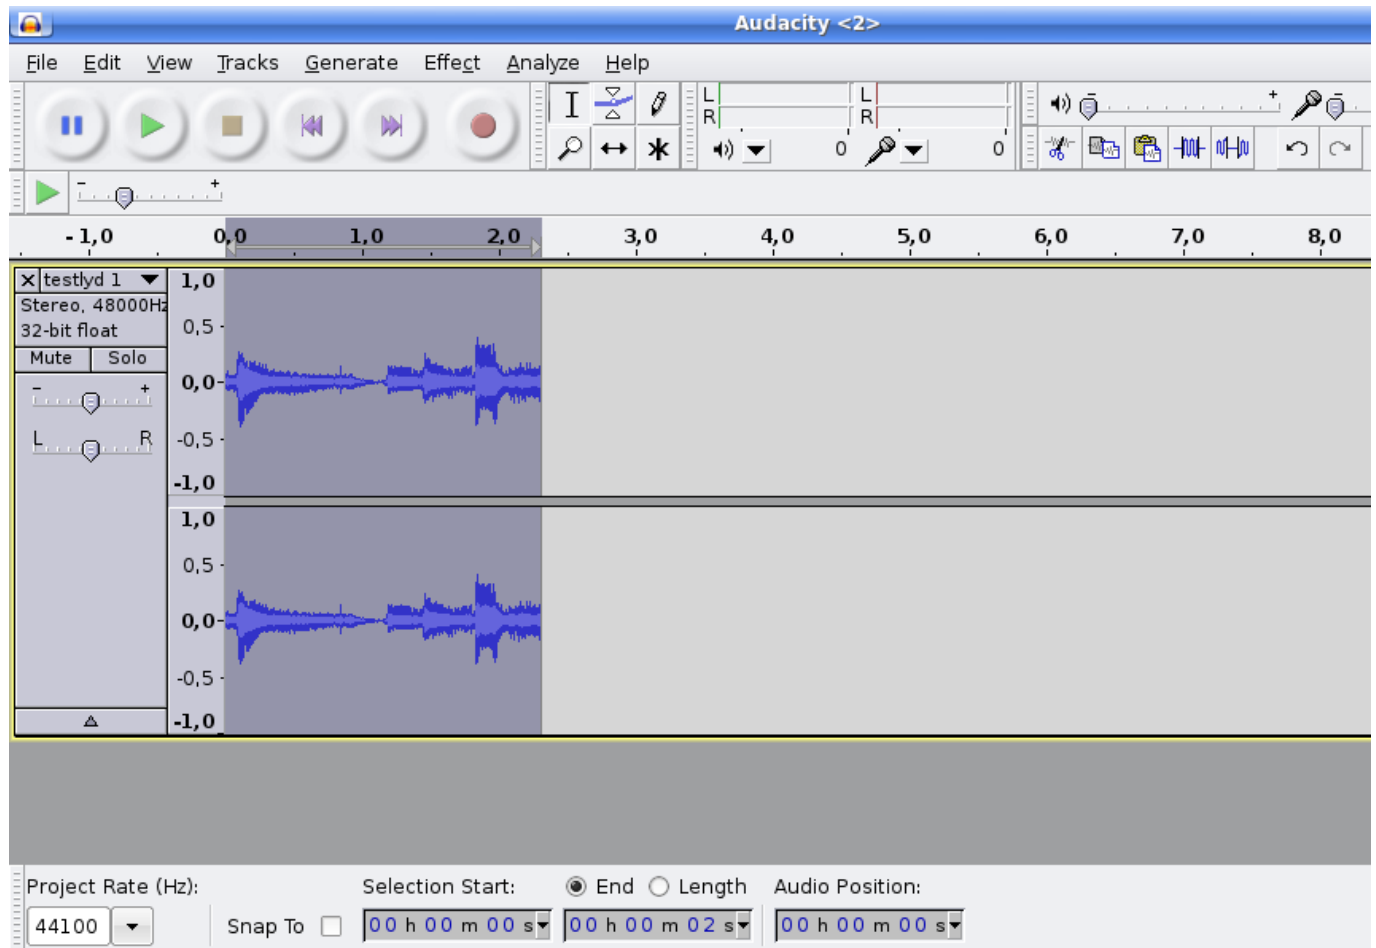 Audacity <2>
File Edit View Tracks Generate Effect Analyze Help
L L
R R
0 0
- +
- 1,0 0,0 1,0 2,0 3,0 4,0 5,0 6,0 7,0 8,0
testlyd 1
Stereo, 48000Hz
32-bit float
Mute Solo
- +
L R
1,0
0,5
0,0
-0,5
-1,0
1,0
0,5
0,0
-0,5
-1,0
Project Rate (Hz): Selection Start: End Length Audio Position:
44100 Snap To 00 h 00 m 00 s 00 h 00 m 02 s 00 h 00 m 00 s